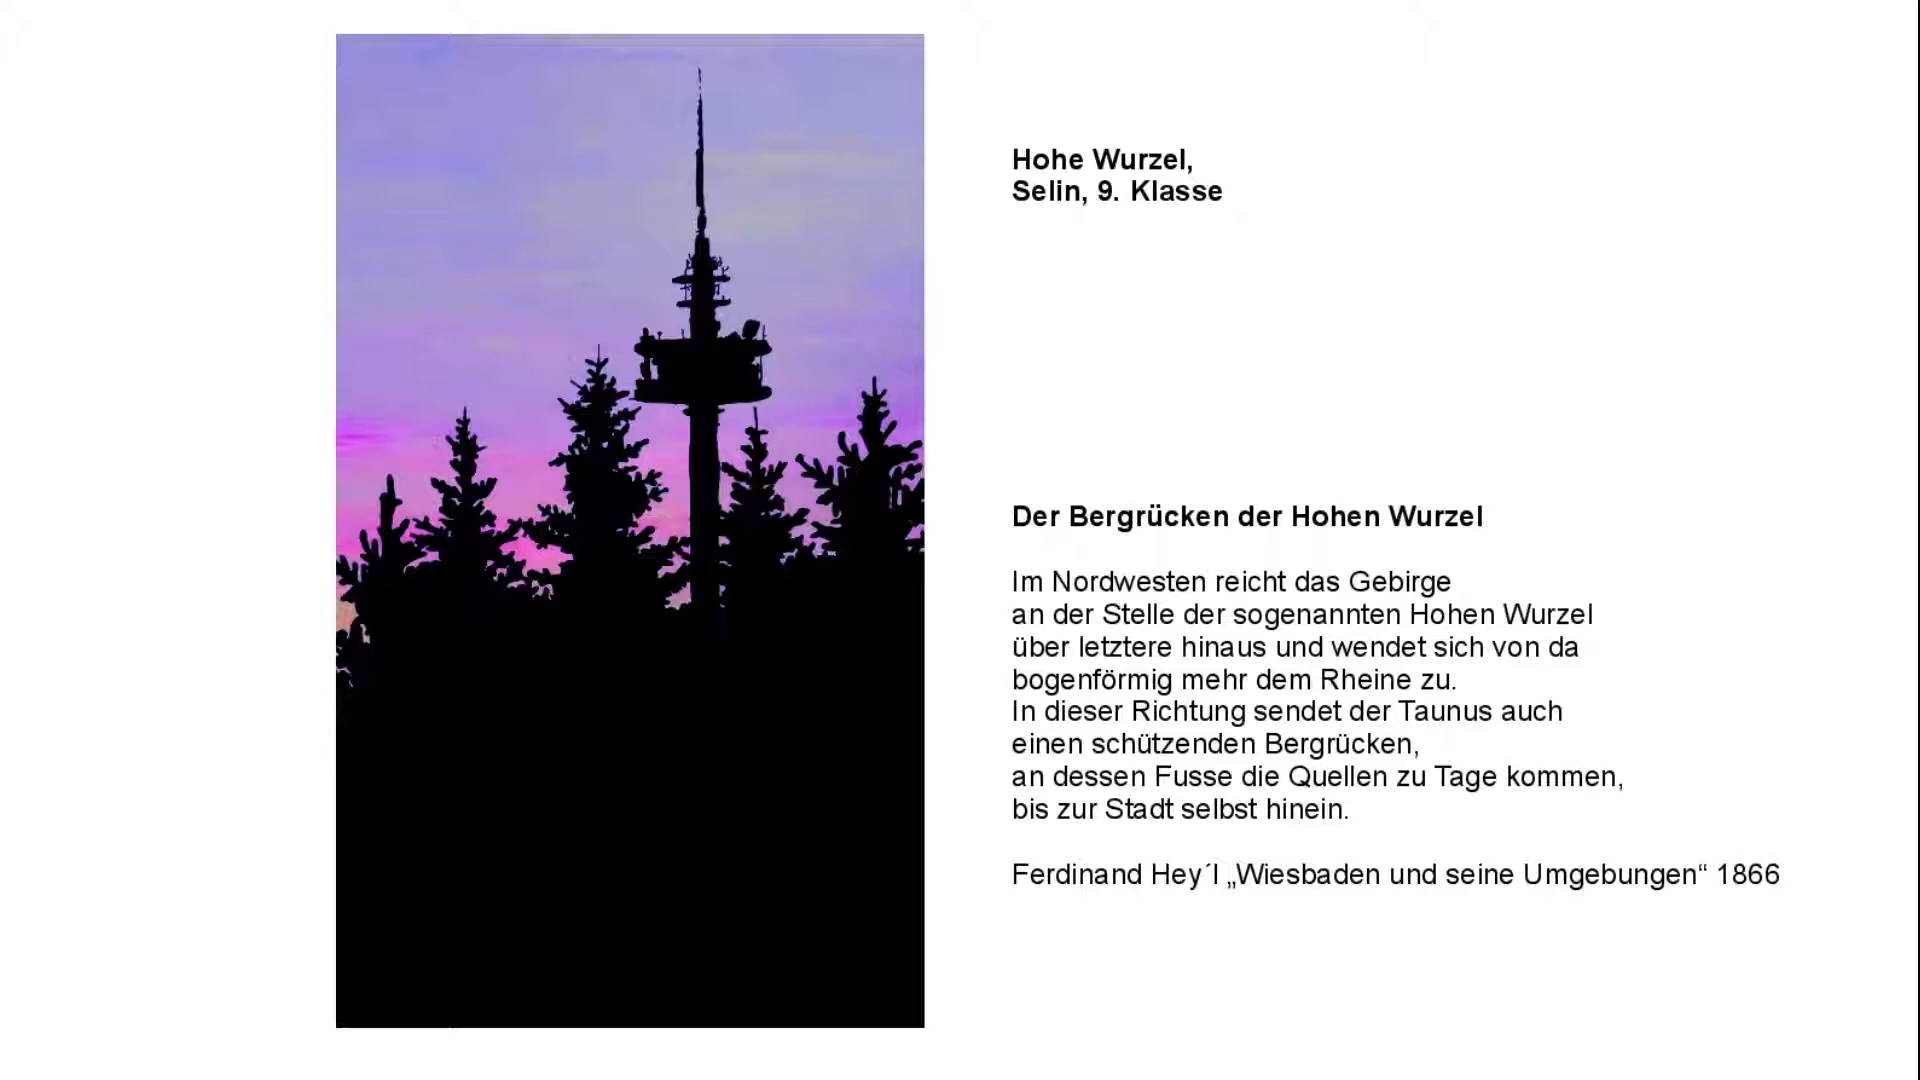 Hohe Wurzel,
Selin, 9. Klasse
Der Bergrücken der Hohen Wurzel
Im Nordwesten reicht das Gebirge
an der Stelle der sogenannten Hohen Wurzel
über letztere hinaus und wendet sich von da
bogenförmig mehr dem Rheine zu.
In dieser Richtung sendet der Taunus auch
einen schützenden Bergrücken,
an dessen Fusse die Quellen zu Tage kommen,
bis zur Stadt selbst hinein.
Ferdinand Hey´l „Wiesbaden und seine Umgebungen“ 1866